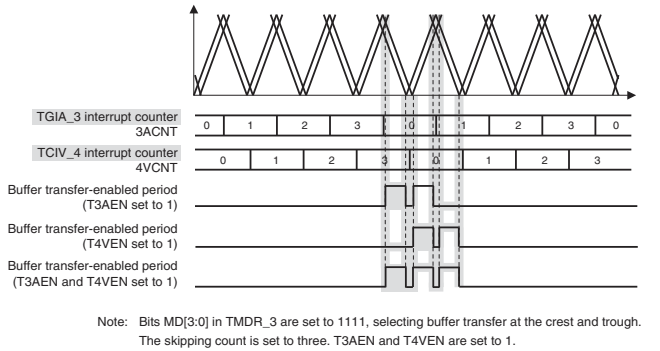 TGIA_3 interrupt counter
3ACNT
0 1 2 3 0 1 2 3 0
TCIV_4 interrupt counter
4VCNT
0 1 2 3 0 1 2 3
Buffer transfer-enabled period
(T3AEN set to 1)
Buffer transfer-enabled period
(T4VEN set to 1)
Buffer transfer-enabled period
(T3AEN and T4VEN set to 1)
Note: Bits MD[3:0] in TMDR_3 are set to 1111, selecting buffer transfer at the crest and trough.
The skipping count is set to three. T3AEN and T4VEN are set to 1.